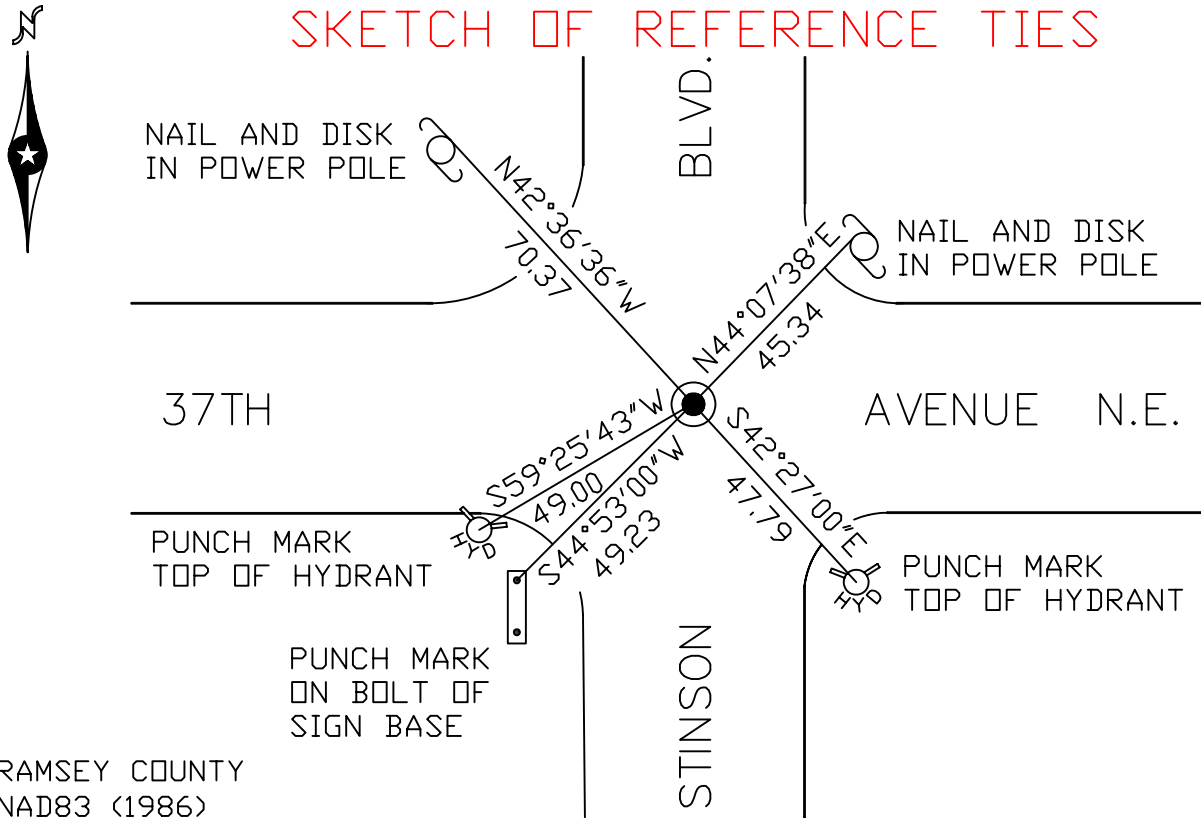 N
SKETCH OF REFERENCE TIES
BLVD.
NAIL AND DISK
IN POWER POLE
N42°36'36"W
70.37
N44°07'38"E
45.34
NAIL AND DISK
IN POWER POLE
37TH
AVENUE N.E.
S59°25'43"W
49.00
S44°53'00"W
49.23
S42°27'00"E
47.79
HYD
PUNCH MARK
TOP OF HYDRANT
HYD
PUNCH MARK
TOP OF HYDRANT
PUNCH MARK
ON BOLT OF
SIGN BASE
STINSON
RAMSEY COUNTY
NAD83 (1986)